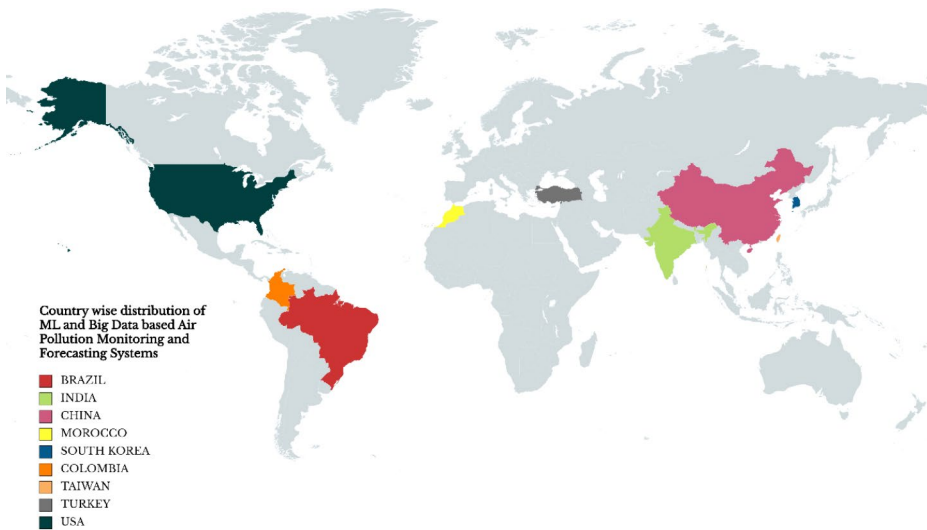 Country wise distribution of
ML and Big Data based Air
Pollution Monitoring and
Forecasting Systems
BRAZIL
INDIA
CHINA
MOROCCO
SOUTH KOREA
COLOMBIA
TAIWAN
TURKEY
USA